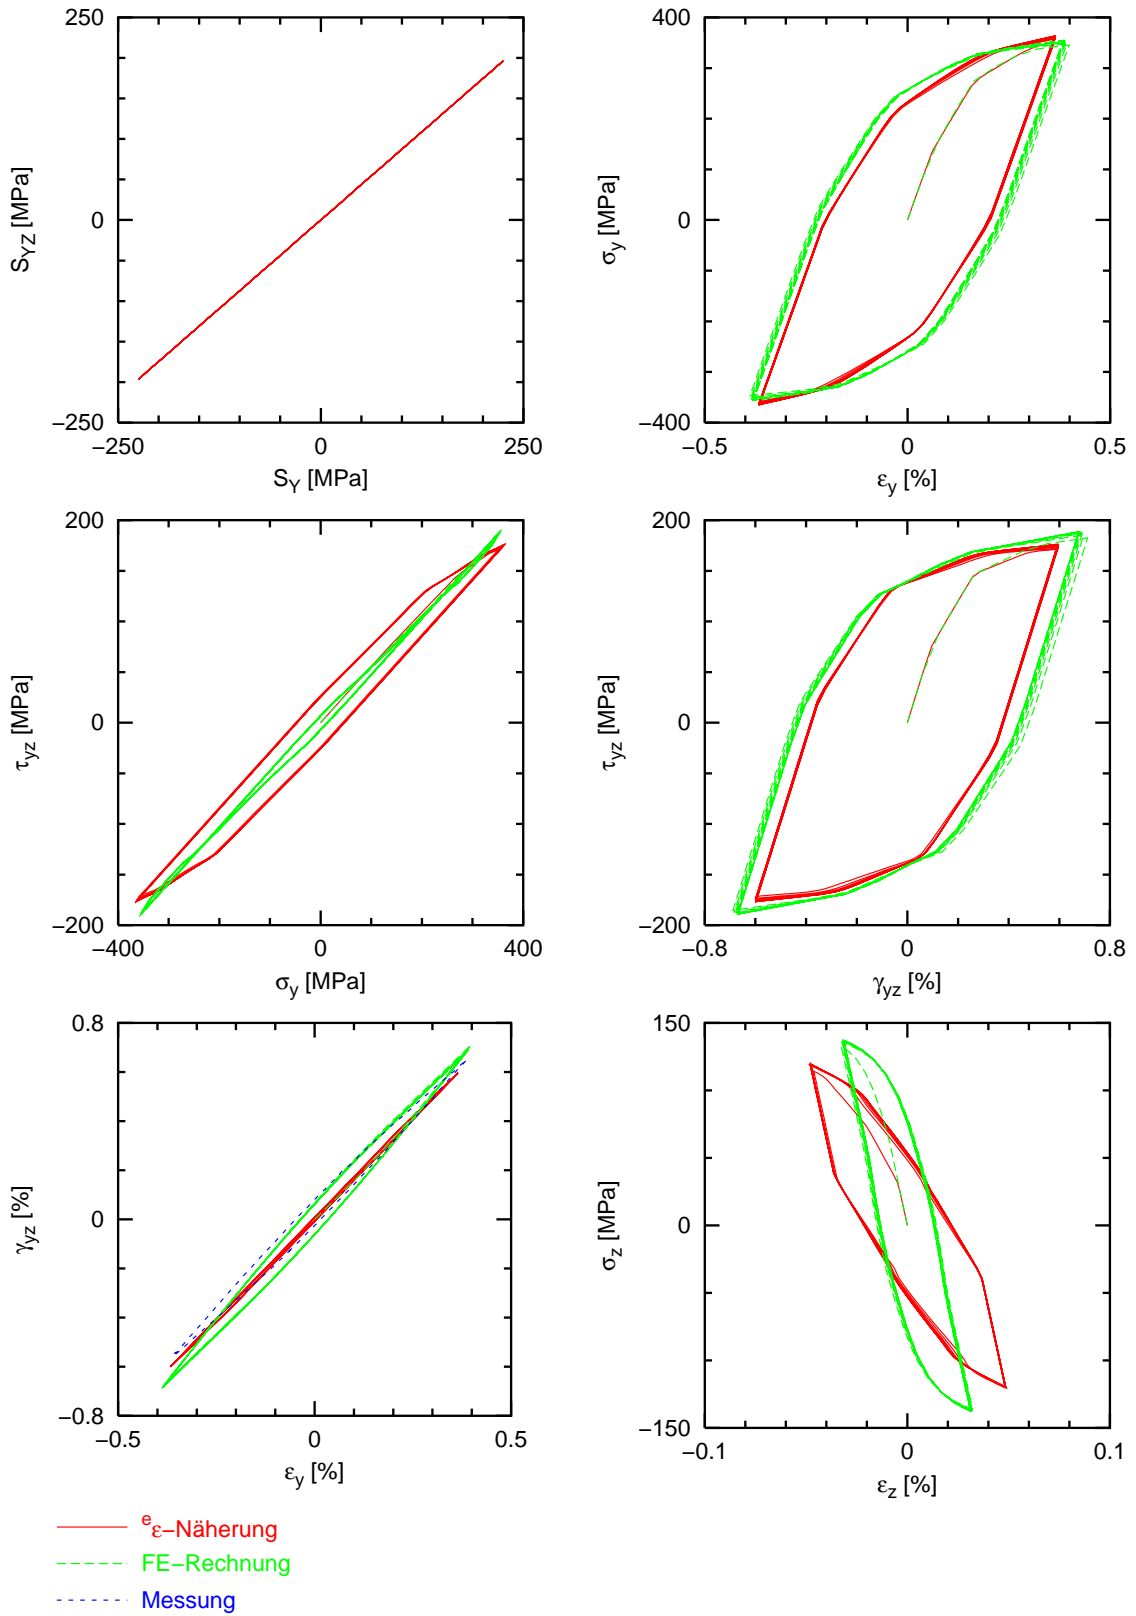 250
S_YZ [MPa]
0
−250
−250 0 250
S_Y [MPa]
400
σ_y [MPa]
0
−400
−0.5 0 0.5
ε_y [%]
200
τ_yz [MPa]
0
−200
−400 0 400
σ_y [MPa]
200
τ_yz [MPa]
0
−200
−0.8 0 0.8
γ_yz [%]
0.8
γ_yz [%]
0
−0.8
−0.5 0 0.5
ε_y [%]
150
σ_z [MPa]
0
−150
−0.1 0 0.1
ε_z [%]
^eε−Näherung
FE−Rechnung
Messung